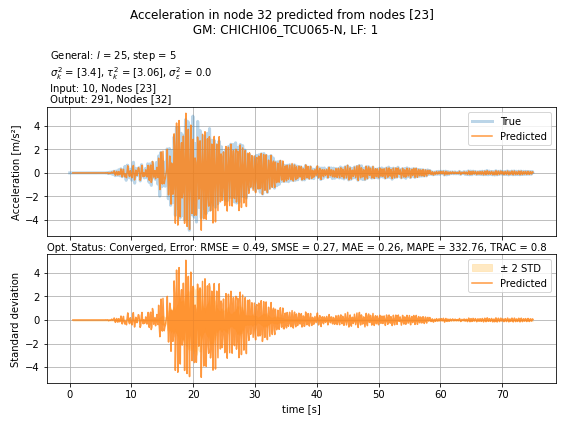 Acceleration in node 32 predicted from nodes [23]
GM: CHICHI06_TCU065-N, LF: 1
General: l = 25, step = 5
σ²ₖ = [3.4], τ²ₖ = [3.06], σ²ε = 0.0
Input: 10, Nodes [23]
Output: 291, Nodes [32]
Acceleration [m/s²]
4
2
0
−2
−4
True
Predicted
Opt. Status: Converged, Error: RMSE = 0.49, SMSE = 0.27, MAE = 0.26, MAPE = 332.76, TRAC = 0.8
Standard deviation
4
2
0
−2
−4
± 2 STD
Predicted
0 10 20 30 40 50 60 70
time [s]